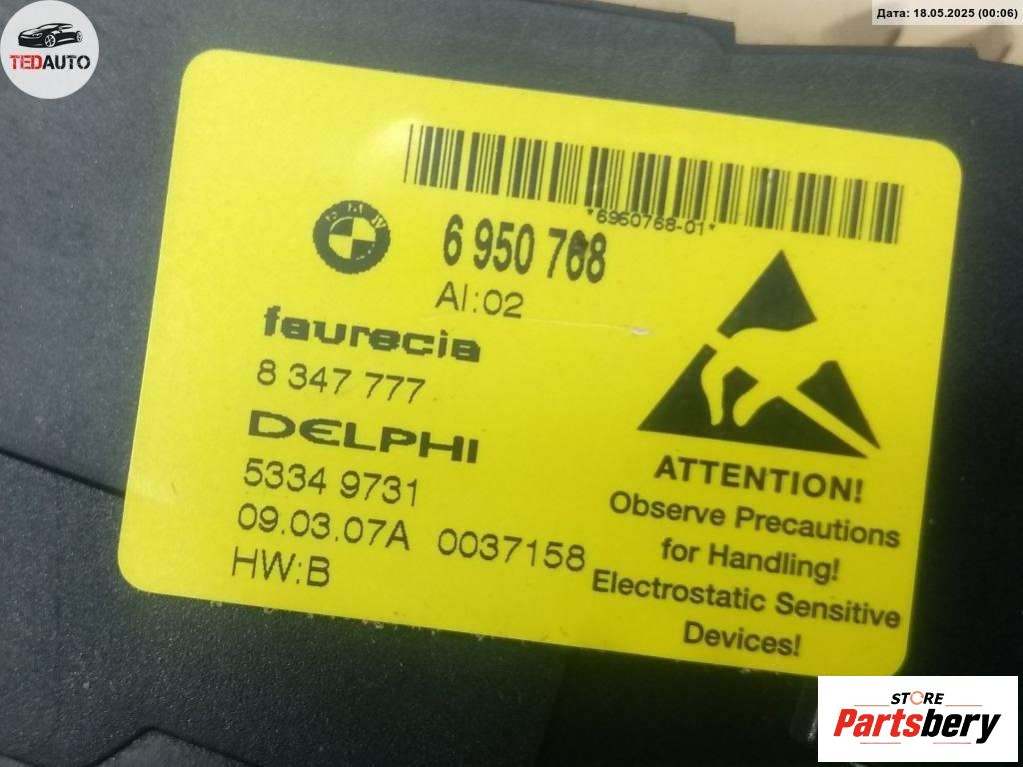 Дата: 18.05.2025 (00:06)
TEDAUTO
*6950768-01*
6 950 768
AI:02
faurecia
8 347 777
DELPHI
5334 9731
09.03.07A 0037158
HW:B
ATTENTION!
Observe Precautions
for Handling!
Electrostatic Sensitive
Devices!
STORE
Partsbery